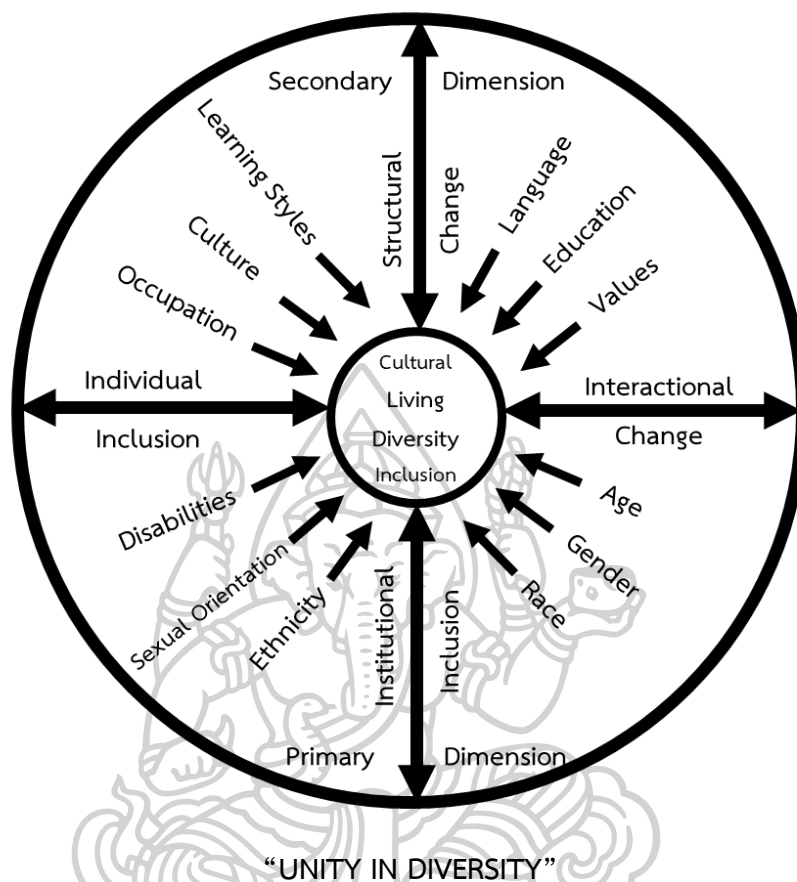 Secondary Dimension
Learning Styles
Culture
Occupation
Structural
Change
Language
Education
Values
Individual
Inclusion
Cultural
Living
Diversity
Inclusion
Interactional
Change
Disabilities
Sexual Orientation
Ethnicity
Institutional
Inclusion
Age
Gender
Race
Primary Dimension
“UNITY IN DIVERSITY”